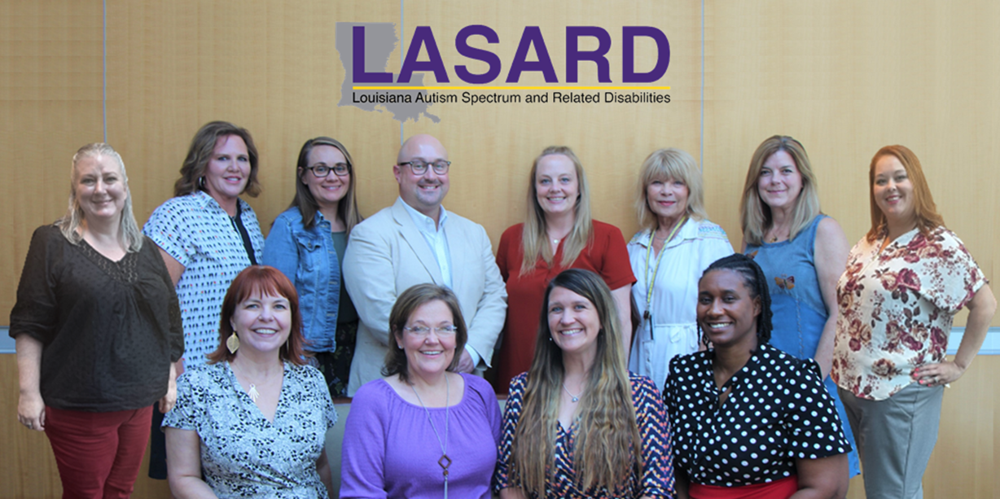 LASARD
Louisiana Autism Spectrum and Related Disabilities